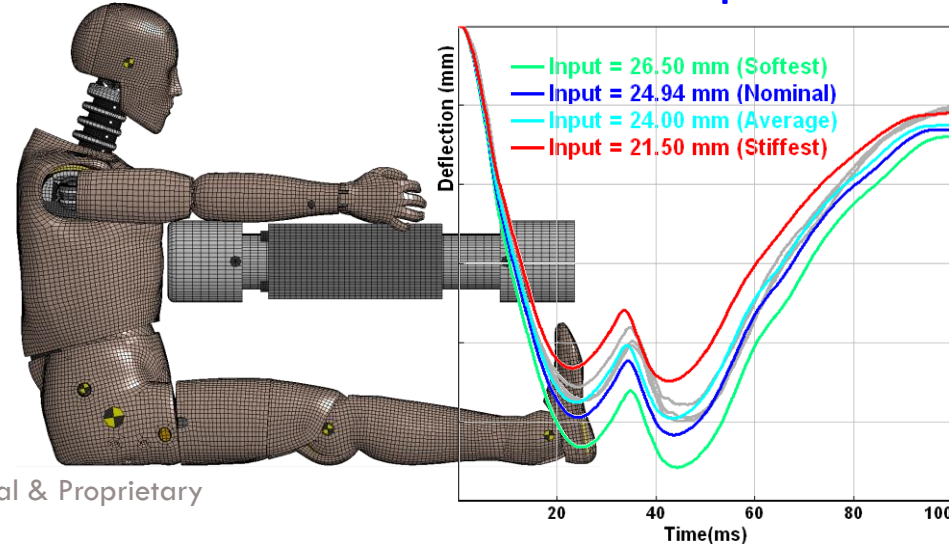 Deflection (mm)
Input = 26.50 mm (Softest)
Input = 24.94 mm (Nominal)
Input = 24.00 mm (Average)
Input = 21.50 mm (Stiffest)
al & Proprietary
20 40 60 80 100
Time(ms)